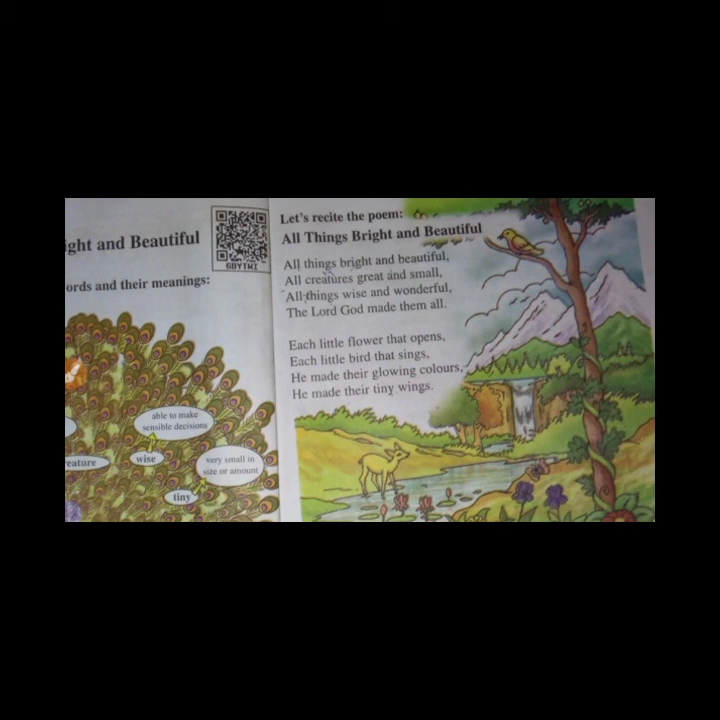 ght and Beautiful
GBYTWI
ords and their meanings:
able to make
sensible decisions
eature
wise
very small in
size or amount
tiny
Let's recite the poem:
All Things Bright and Beautiful
All things bright and beautiful,
All creatures great and small,
All things wise and wonderful,
The Lord God made them all.
Each little flower that opens,
Each little bird that sings,
He made their glowing colours,
He made their tiny wings.